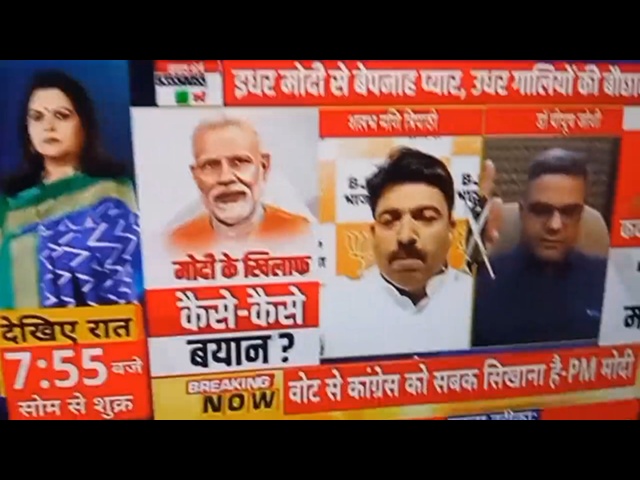 इधर मोदी से बेपनाह प्यार, उधर गालियों की बौछा
शलभ मणि त्रिपाठी
डॉ पीयूष जोशी
मोदी के खिलाफ
कैसे-कैसे
बयान ?
देखिए रात
7:55 बजे
सोम से शुक्र
BREAKING
NOW
वोट से कांग्रेस को सबक सिखाना है-PM मोदी